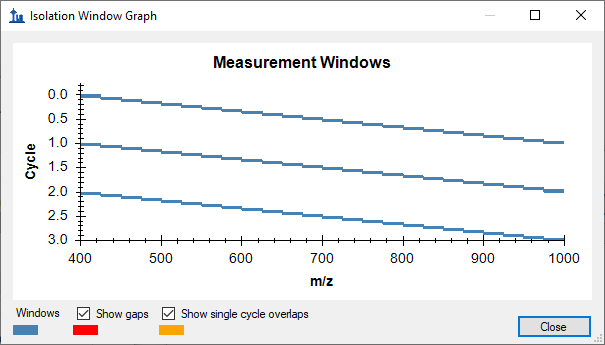 Isolation Window Graph
Measurement Windows
0.0
0.5
1.0
1.5
2.0
2.5
3.0
Cycle
400 500 600 700 800 900 1000
m/z
Windows Show gaps Show single cycle overlaps
Close